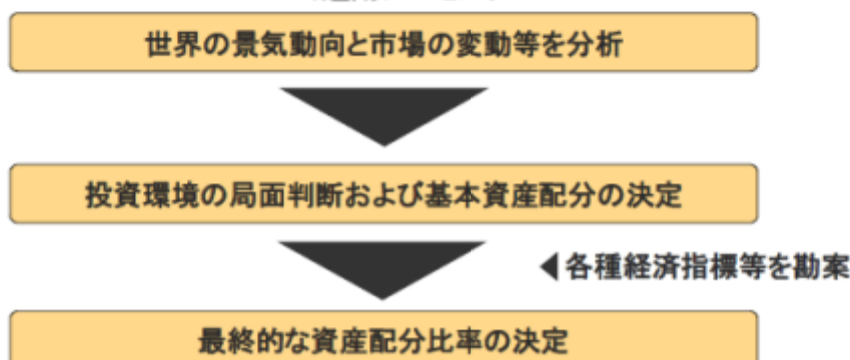 世界の景気動向と市場の変動等を分析
投資環境の局面判断および基本資産配分の決定
◀各種経済指標等を勘案
最終的な資産配分比率の決定